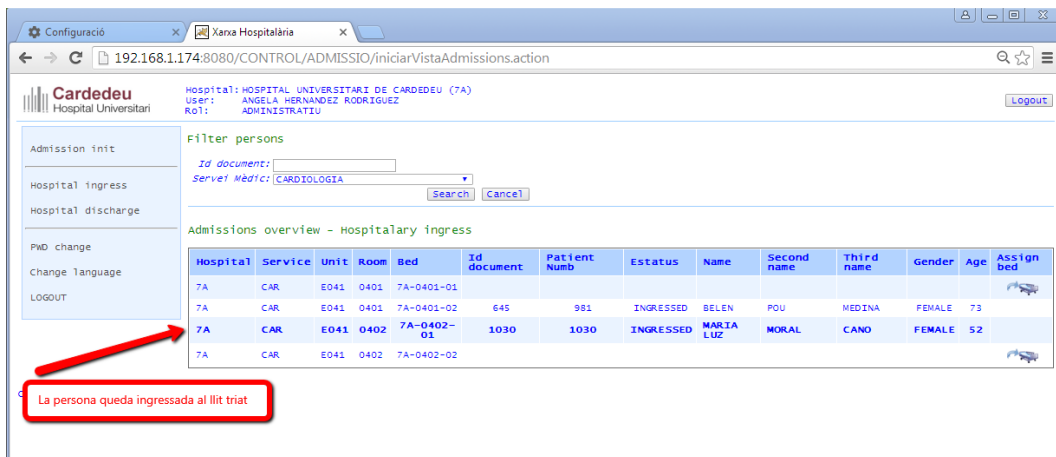 Configuració
Xarxa Hospitalària
192.168.1.174:8080/CONTROL/ADMISSIO/iniciarVistaAdmissions.action
Cardedeu
Hospital Universitari
Hospital: HOSPITAL UNIVERSITARI DE CARDEDEU (7A)
User: ANGELA HERNANDEZ RODRIGUEZ
Rol: ADMINISTRATIU
Logout
Admission init
Hospital ingress
Hospital discharge
PWD change
Change language
LOGOUT
Filter persons
Id document:
Servei Mèdic: CARDIOLOGIA
Search Cancel
Admissions overview - Hospitalary ingress
Hospital Service Unit Room Bed Id document Patient Numb Estatus Name Second name Third name Gender Age Assign bed
7A CAR E041 0401 7A-0401-01
7A CAR E041 0401 7A-0401-02 645 981 INGRESSED BELEN POU MEDINA FEMALE 73
7A CAR E041 0402 7A-0402-01 1030 1030 INGRESSED MARIA LUZ MORAL CANO FEMALE 52
7A CAR E041 0402 7A-0402-02
La persona queda ingressada al llit triat